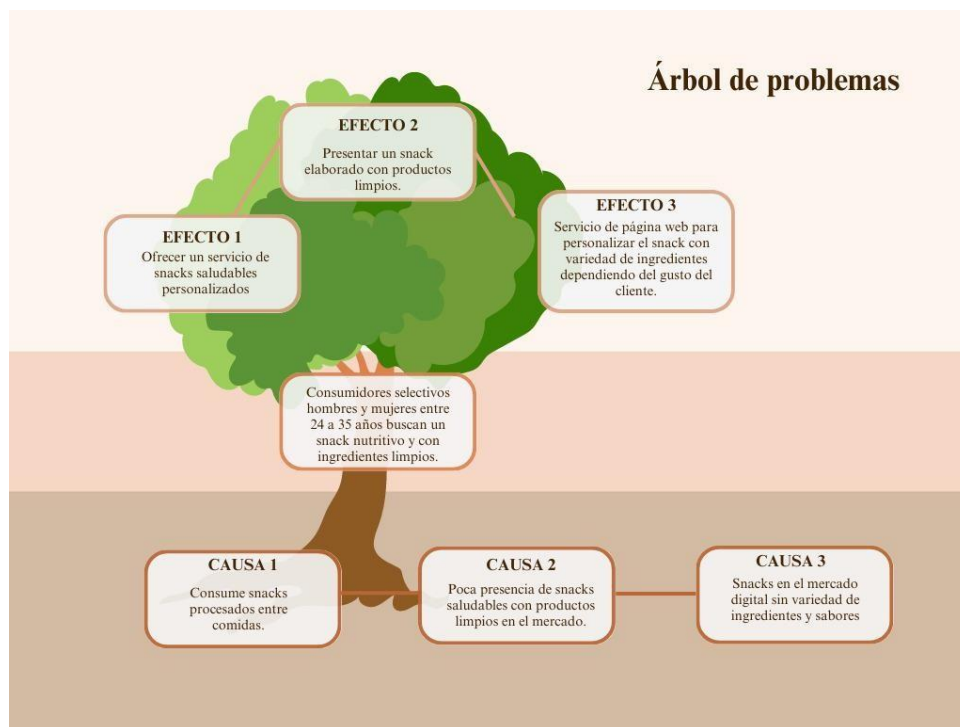 Árbol de problemas
EFECTO 2
Presentar un snack
elaborado con productos
limpios.
EFECTO 1
Ofrecer un servicio de
snacks saludables
personalizados
EFECTO 3
Servicio de página web para
personalizar el snack con
variedad de ingredientes
dependiendo del gusto del
cliente.
Consumidores selectivos
hombres y mujeres entre
24 a 35 años buscan un
snack nutritivo y con
ingredientes limpios.
CAUSA 1
Consume snacks
procesados entre
comidas.
CAUSA 2
Poca presencia de snacks
saludables con productos
limpios en el mercado.
CAUSA 3
Snacks en el mercado
digital sin variedad de
ingredientes y sabores